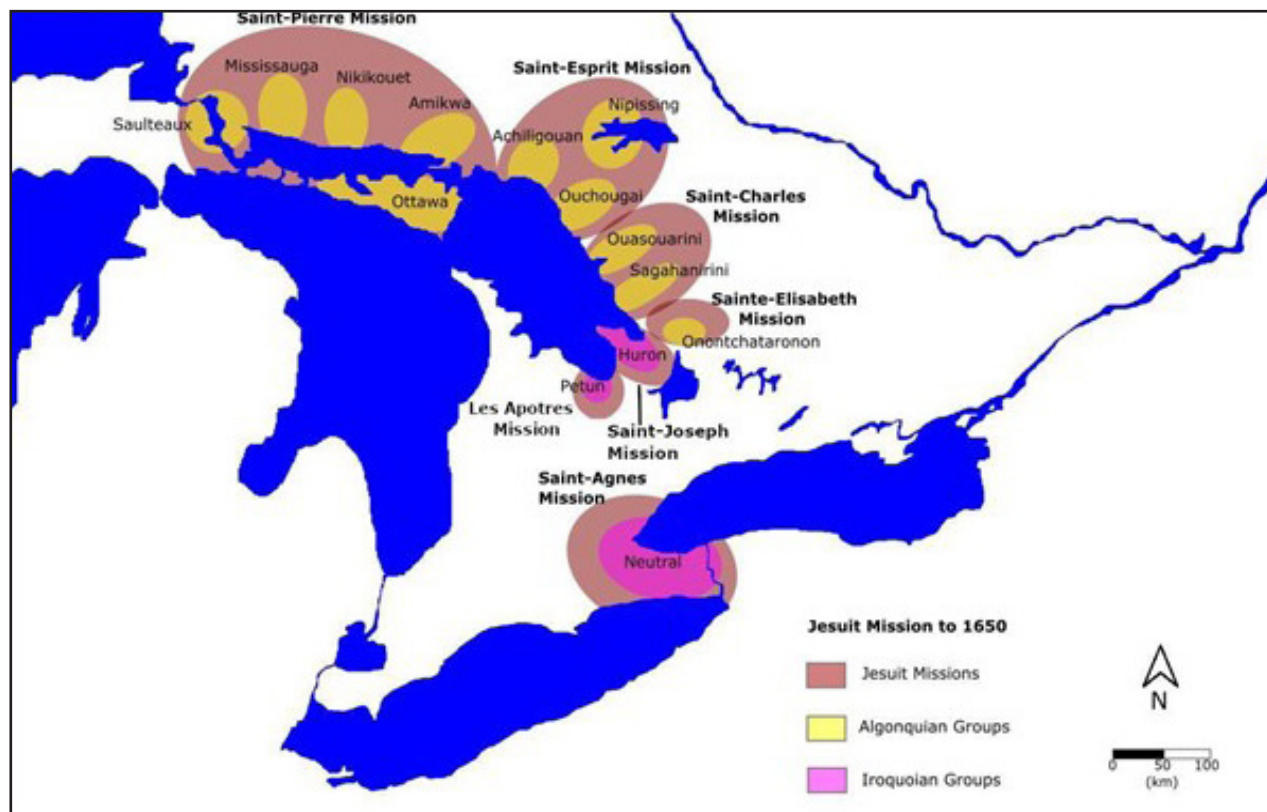 Saint-Pierre Mission
Mississauga
Nikikouet
Amikwa
Saulteaux
Ottawa
Saint-Esprit Mission
Nipissing
Achiligouan
Ouchougai
Saint-Charles
Mission
Ouasouarini
Sagahanirini
Sainte-Elisabeth
Mission
Onontchataronon
Huron
Petun
Les Apotres
Mission
Saint-Joseph
Mission
Saint-Agnes
Mission
Neutral
Jesuit Mission to 1650
Jesuit Missions
Algonquian Groups
Iroquoian Groups
N
0 50 100
(km)